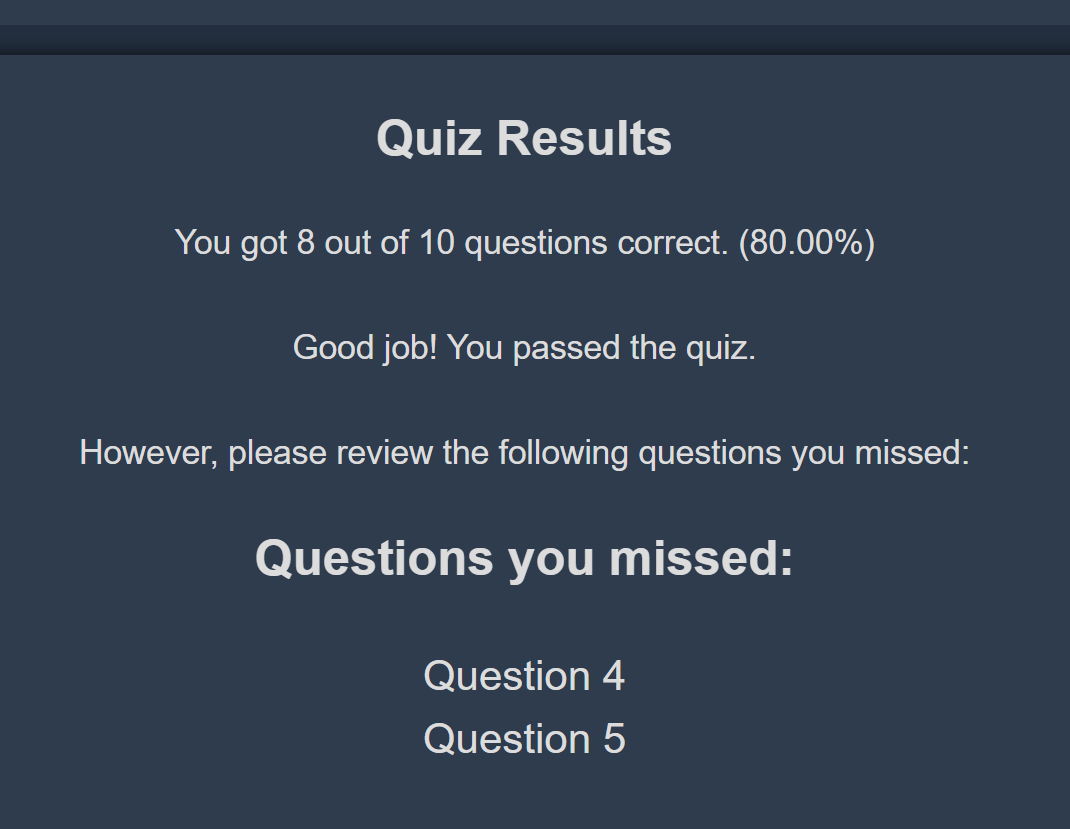 Quiz Results
You got 8 out of 10 questions correct. (80.00%)
Good job! You passed the quiz.
However, please review the following questions you missed:
Questions you missed:
Question 4
Question 5